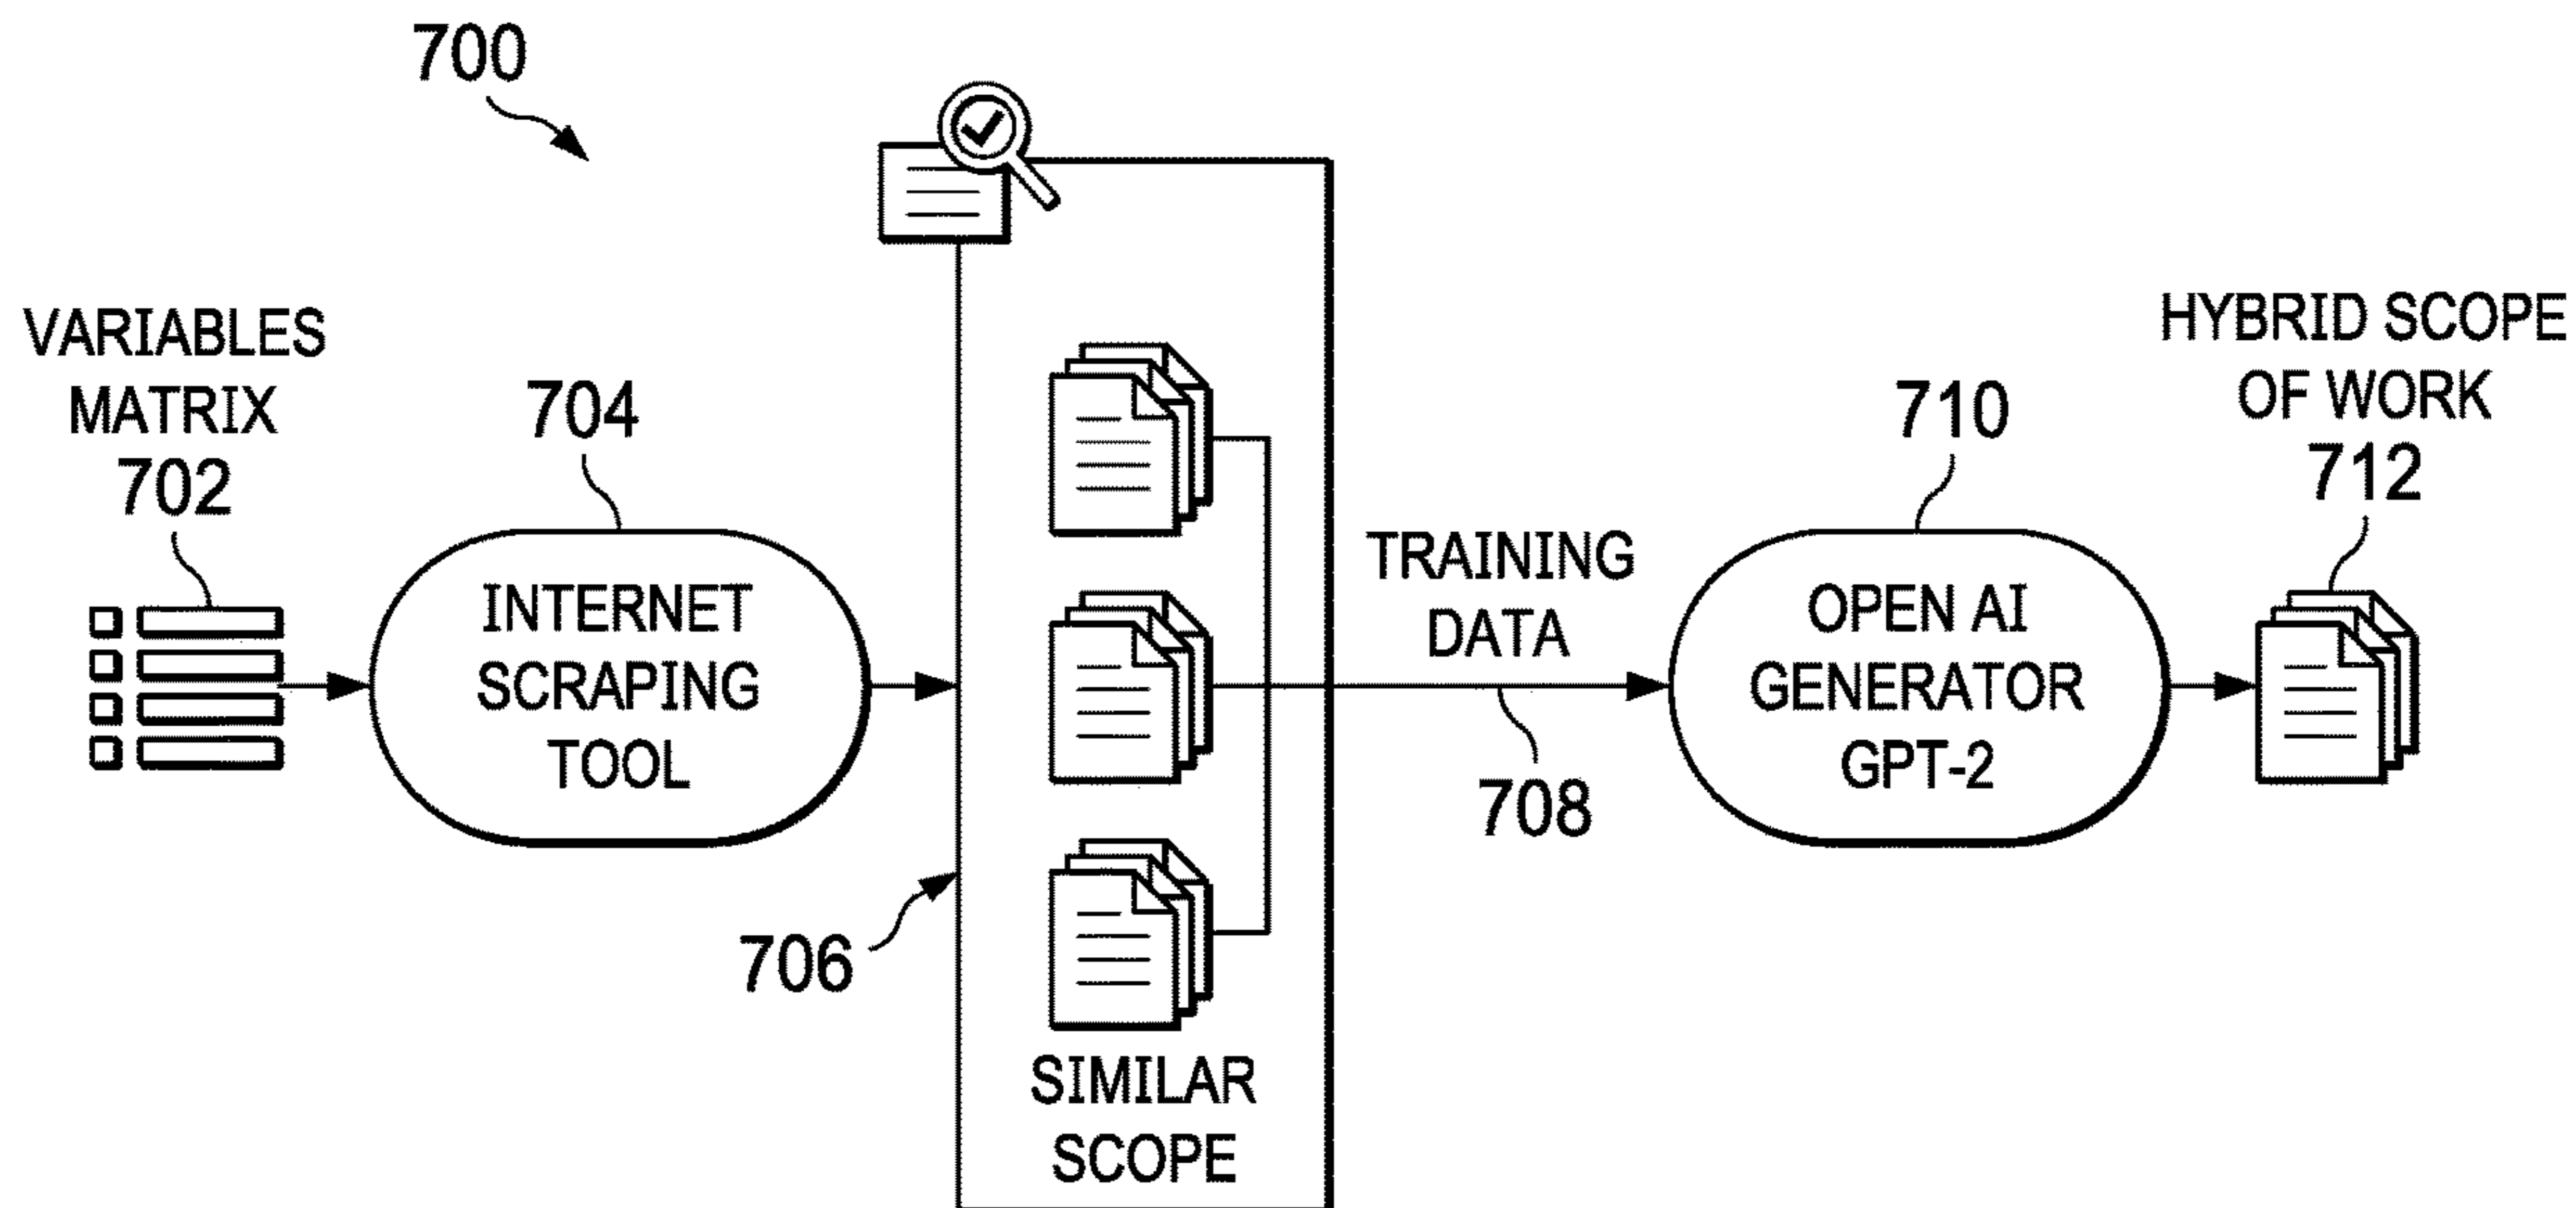 700
VARIABLES
MATRIX
702
704
INTERNET
SCRAPING
TOOL
706
SIMILAR
SCOPE
TRAINING
DATA
708
710
OPEN AI
GENERATOR
GPT-2
HYBRID SCOPE
OF WORK
712